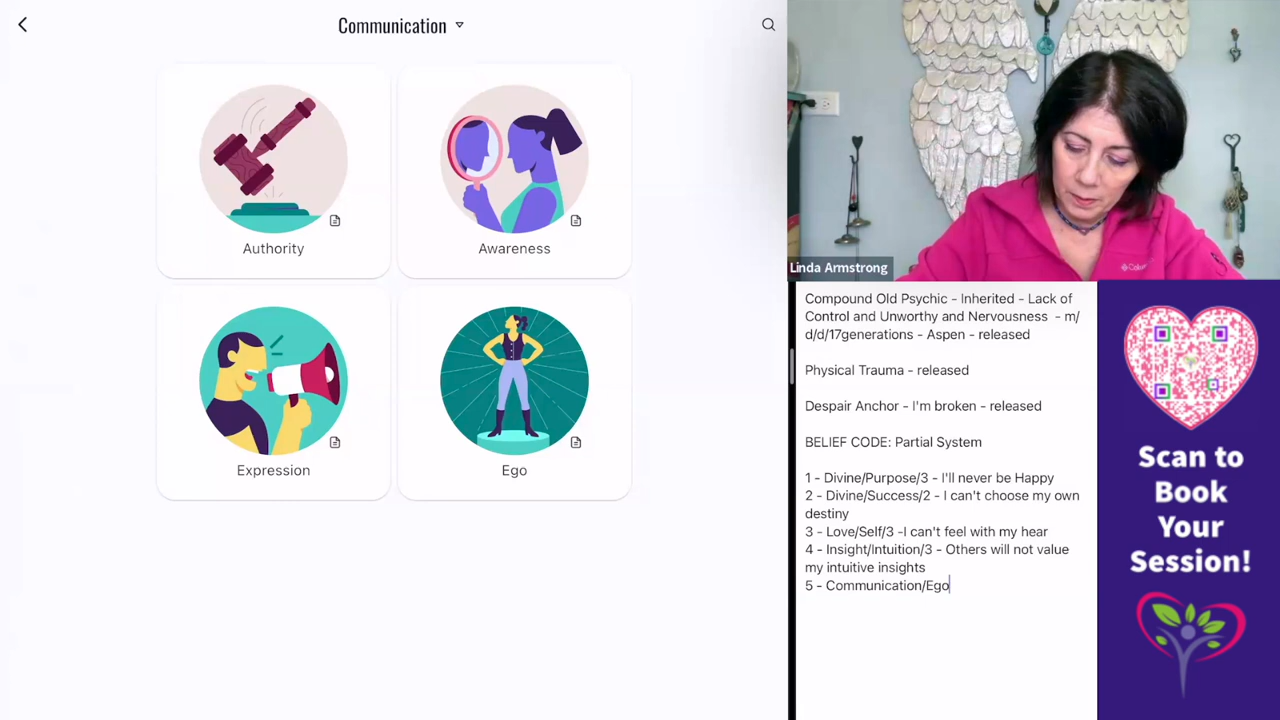 Communication
Authority
Awareness
Expression
Ego
Linda Armstrong
Compound Old Psychic - Inherited - Lack of
Control and Unworthy and Nervousness  - m/
d/d/17generations - Aspen - released
Physical Trauma - released
Despair Anchor - I'm broken - released
BELIEF CODE: Partial System
1 - Divine/Purpose/3 - I'll never be Happy
2 - Divine/Success/2 - I can't choose my own
destiny
3 - Love/Self/3 -I can't feel with my hear
4 - Insight/Intuition/3 - Others will not value
my intuitive insights
5 - Communication/Ego
Scan to
Book
Your
Session!